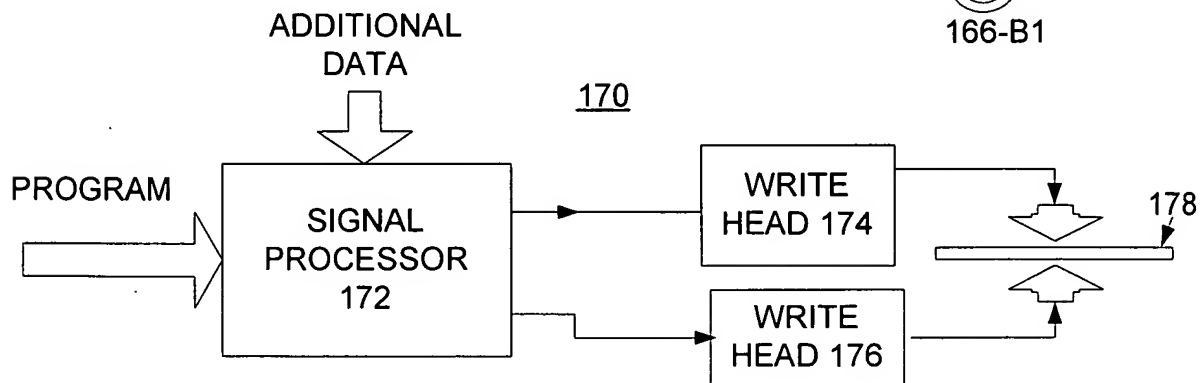 166-B1
ADDITIONAL
DATA
170
PROGRAM
SIGNAL
PROCESSOR
172
WRITE
HEAD 174
178
WRITE
HEAD 176